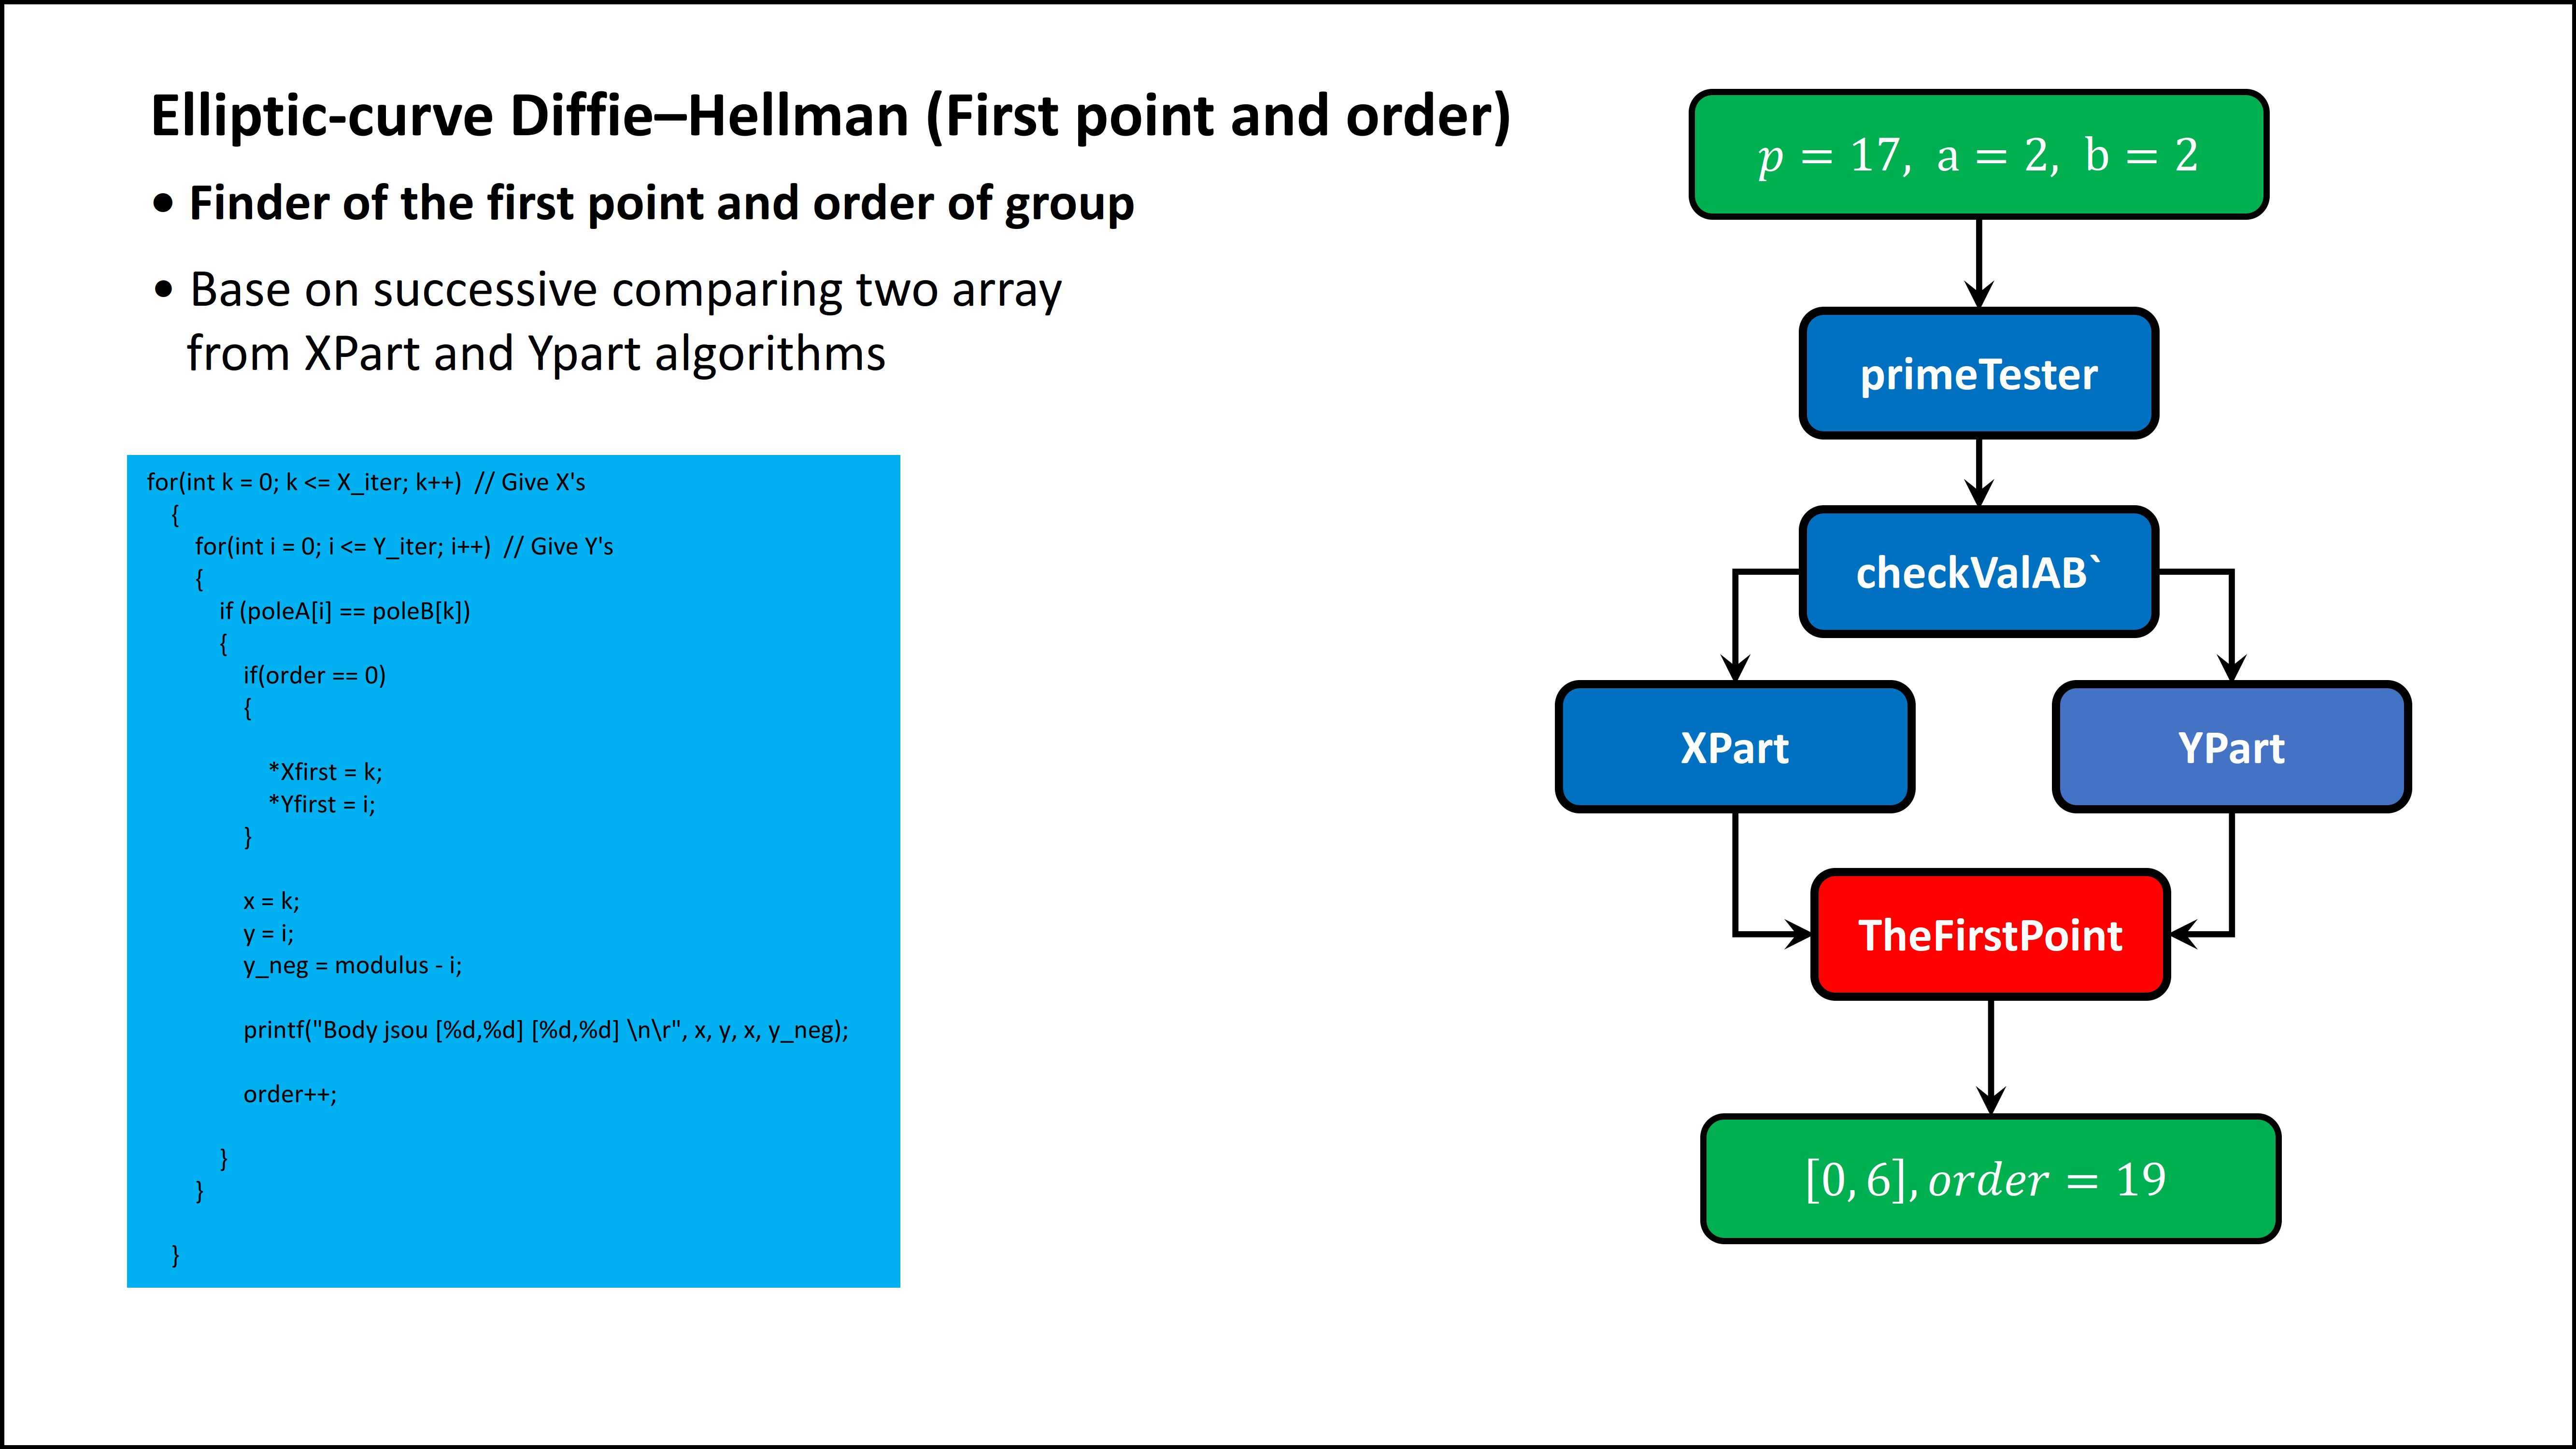 Elliptic-curve Diffie–Hellman (First point and order)
• Finder of the first point and order of group
• Base on successive comparing two array
from XPart and Ypart algorithms
for(int k = 0; k <= X_iter; k++)  // Give X's
{
for(int i = 0; i <= Y_iter; i++)  // Give Y's
{
if (poleA[i] == poleB[k])
{
if(order == 0)
{
*Xfirst = k;
*Yfirst = i;
}
x = k;
y = i;
y_neg = modulus - i;
printf("Body jsou [%d,%d] [%d,%d] \n\r", x, y, x, y_neg);
order++;
}
}
}
p = 17, a = 2, b = 2
primeTester
checkValAB`
XPart
YPart
TheFirstPoint
[0, 6], order = 19